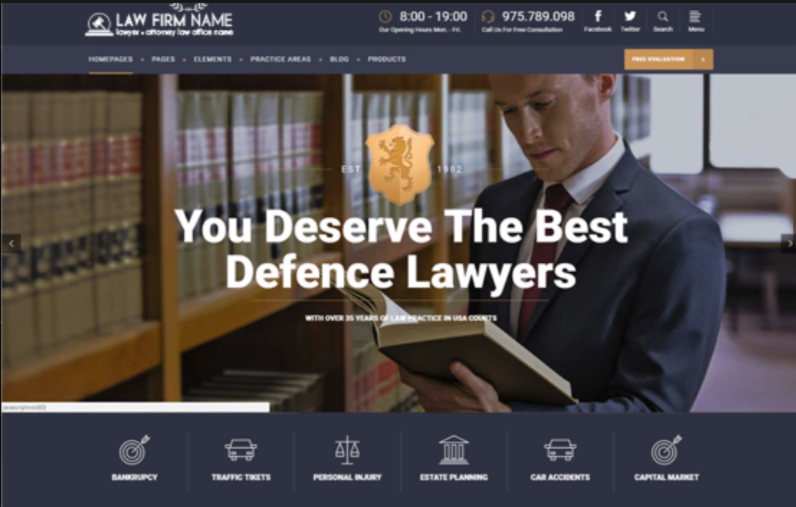 LAW FIRM NAME
lawyer • attorney law office name
8:00 - 19:00
Our Opening Hours Mon. - Fri.
975.789.098
Call Us For Free Consultation
Facebook
Twitter
Search
Menu
HOMEPAGES • PAGES • ELEMENTS • PRACTICE AREAS • BLOG • PRODUCTS
FREE EVALUATION
EST. 1982
You Deserve The Best
Defence Lawyers
WITH OVER 35 YEARS OF LAW PRACTICE IN USA COURTS
BANKRUPCY
TRAFFIC TIKETS
PERSONAL INJURY
ESTATE PLANNING
CAR ACCIDENTS
CAPITAL MARKET